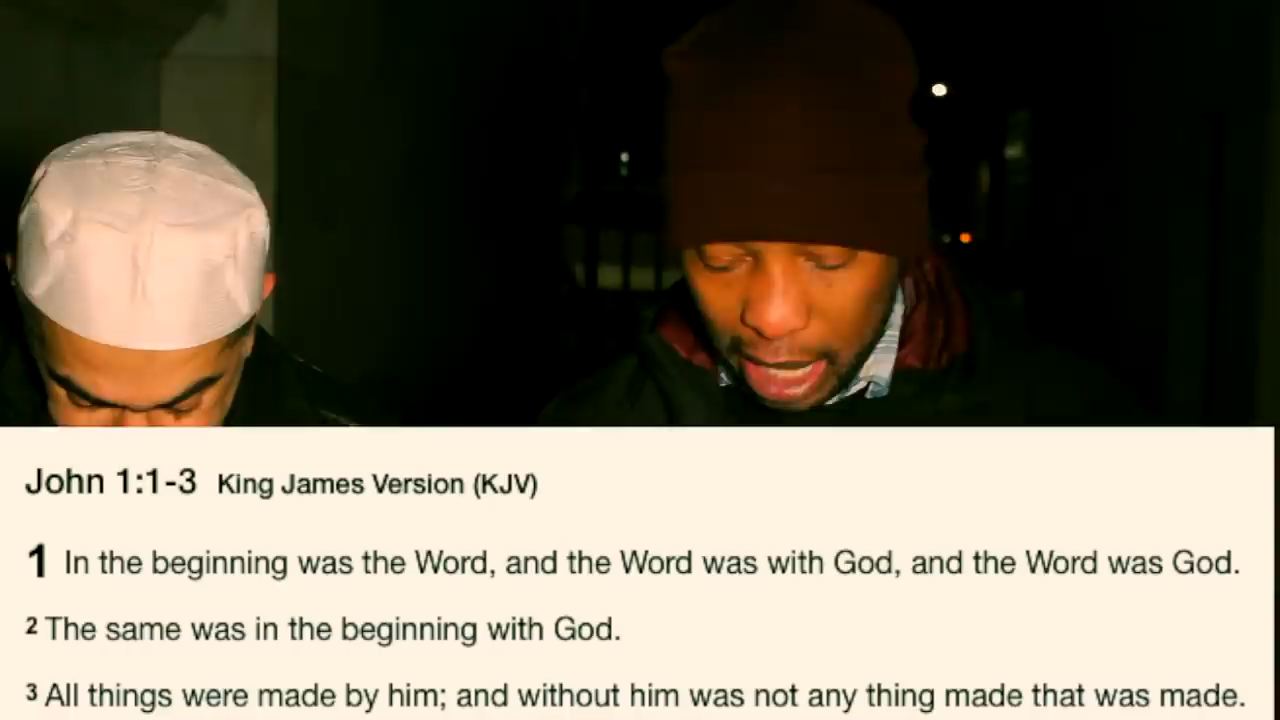 John 1:1-3 King James Version (KJV)
1 In the beginning was the Word, and the Word was with God, and the Word was God.
2 The same was in the beginning with God.
3 All things were made by him; and without him was not any thing made that was made.